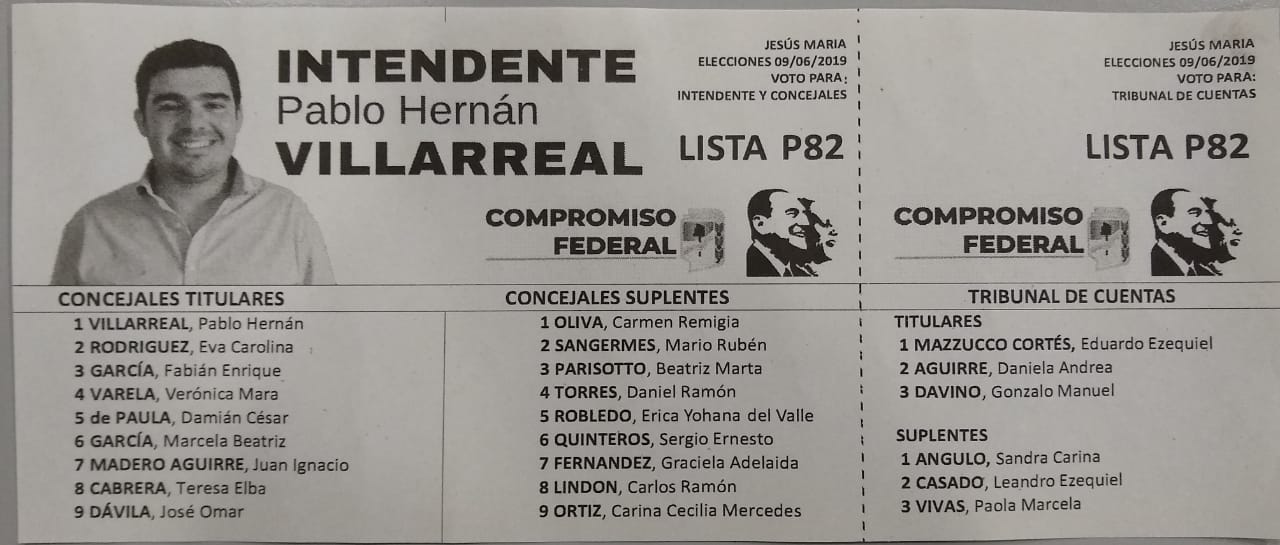 INTENDENTE
Pablo Hernán
VILLARREAL
JESÚS MARIA
ELECCIONES 09/06/2019
VOTO PARA:
INTENDENTE Y CONCEJALES
LISTA P82
COMPROMISO
FEDERAL
CONCEJALES TITULARES
1 VILLARREAL, Pablo Hernán
2 RODRIGUEZ, Eva Carolina
3 GARCÍA, Fabián Enrique
4 VARELA, Verónica Mara
5 de PAULA, Damián César
6 GARCÍA, Marcela Beatriz
7 MADERO AGUIRRE, Juan Ignacio
8 CABRERA, Teresa Elba
9 DÁVILA, José Omar
CONCEJALES SUPLENTES
1 OLIVA, Carmen Remigia
2 SANGERMES, Mario Rubén
3 PARISOTTO, Beatriz Marta
4 TORRES, Daniel Ramón
5 ROBLEDO, Erica Yohana del Valle
6 QUINTEROS, Sergio Ernesto
7 FERNANDEZ, Graciela Adelaida
8 LINDON, Carlos Ramón
9 ORTIZ, Carina Cecilia Mercedes
JESÚS MARIA
ELECCIONES 09/06/2019
VOTO PARA:
TRIBUNAL DE CUENTAS
LISTA P82
COMPROMISO
FEDERAL
TRIBUNAL DE CUENTAS
TITULARES
1 MAZZUCCO CORTÉS, Eduardo Ezequiel
2 AGUIRRE, Daniela Andrea
3 DAVINO, Gonzalo Manuel
SUPLENTES
1 ANGULO, Sandra Carina
2 CASADO, Leandro Ezequiel
3 VIVAS, Paola Marcela